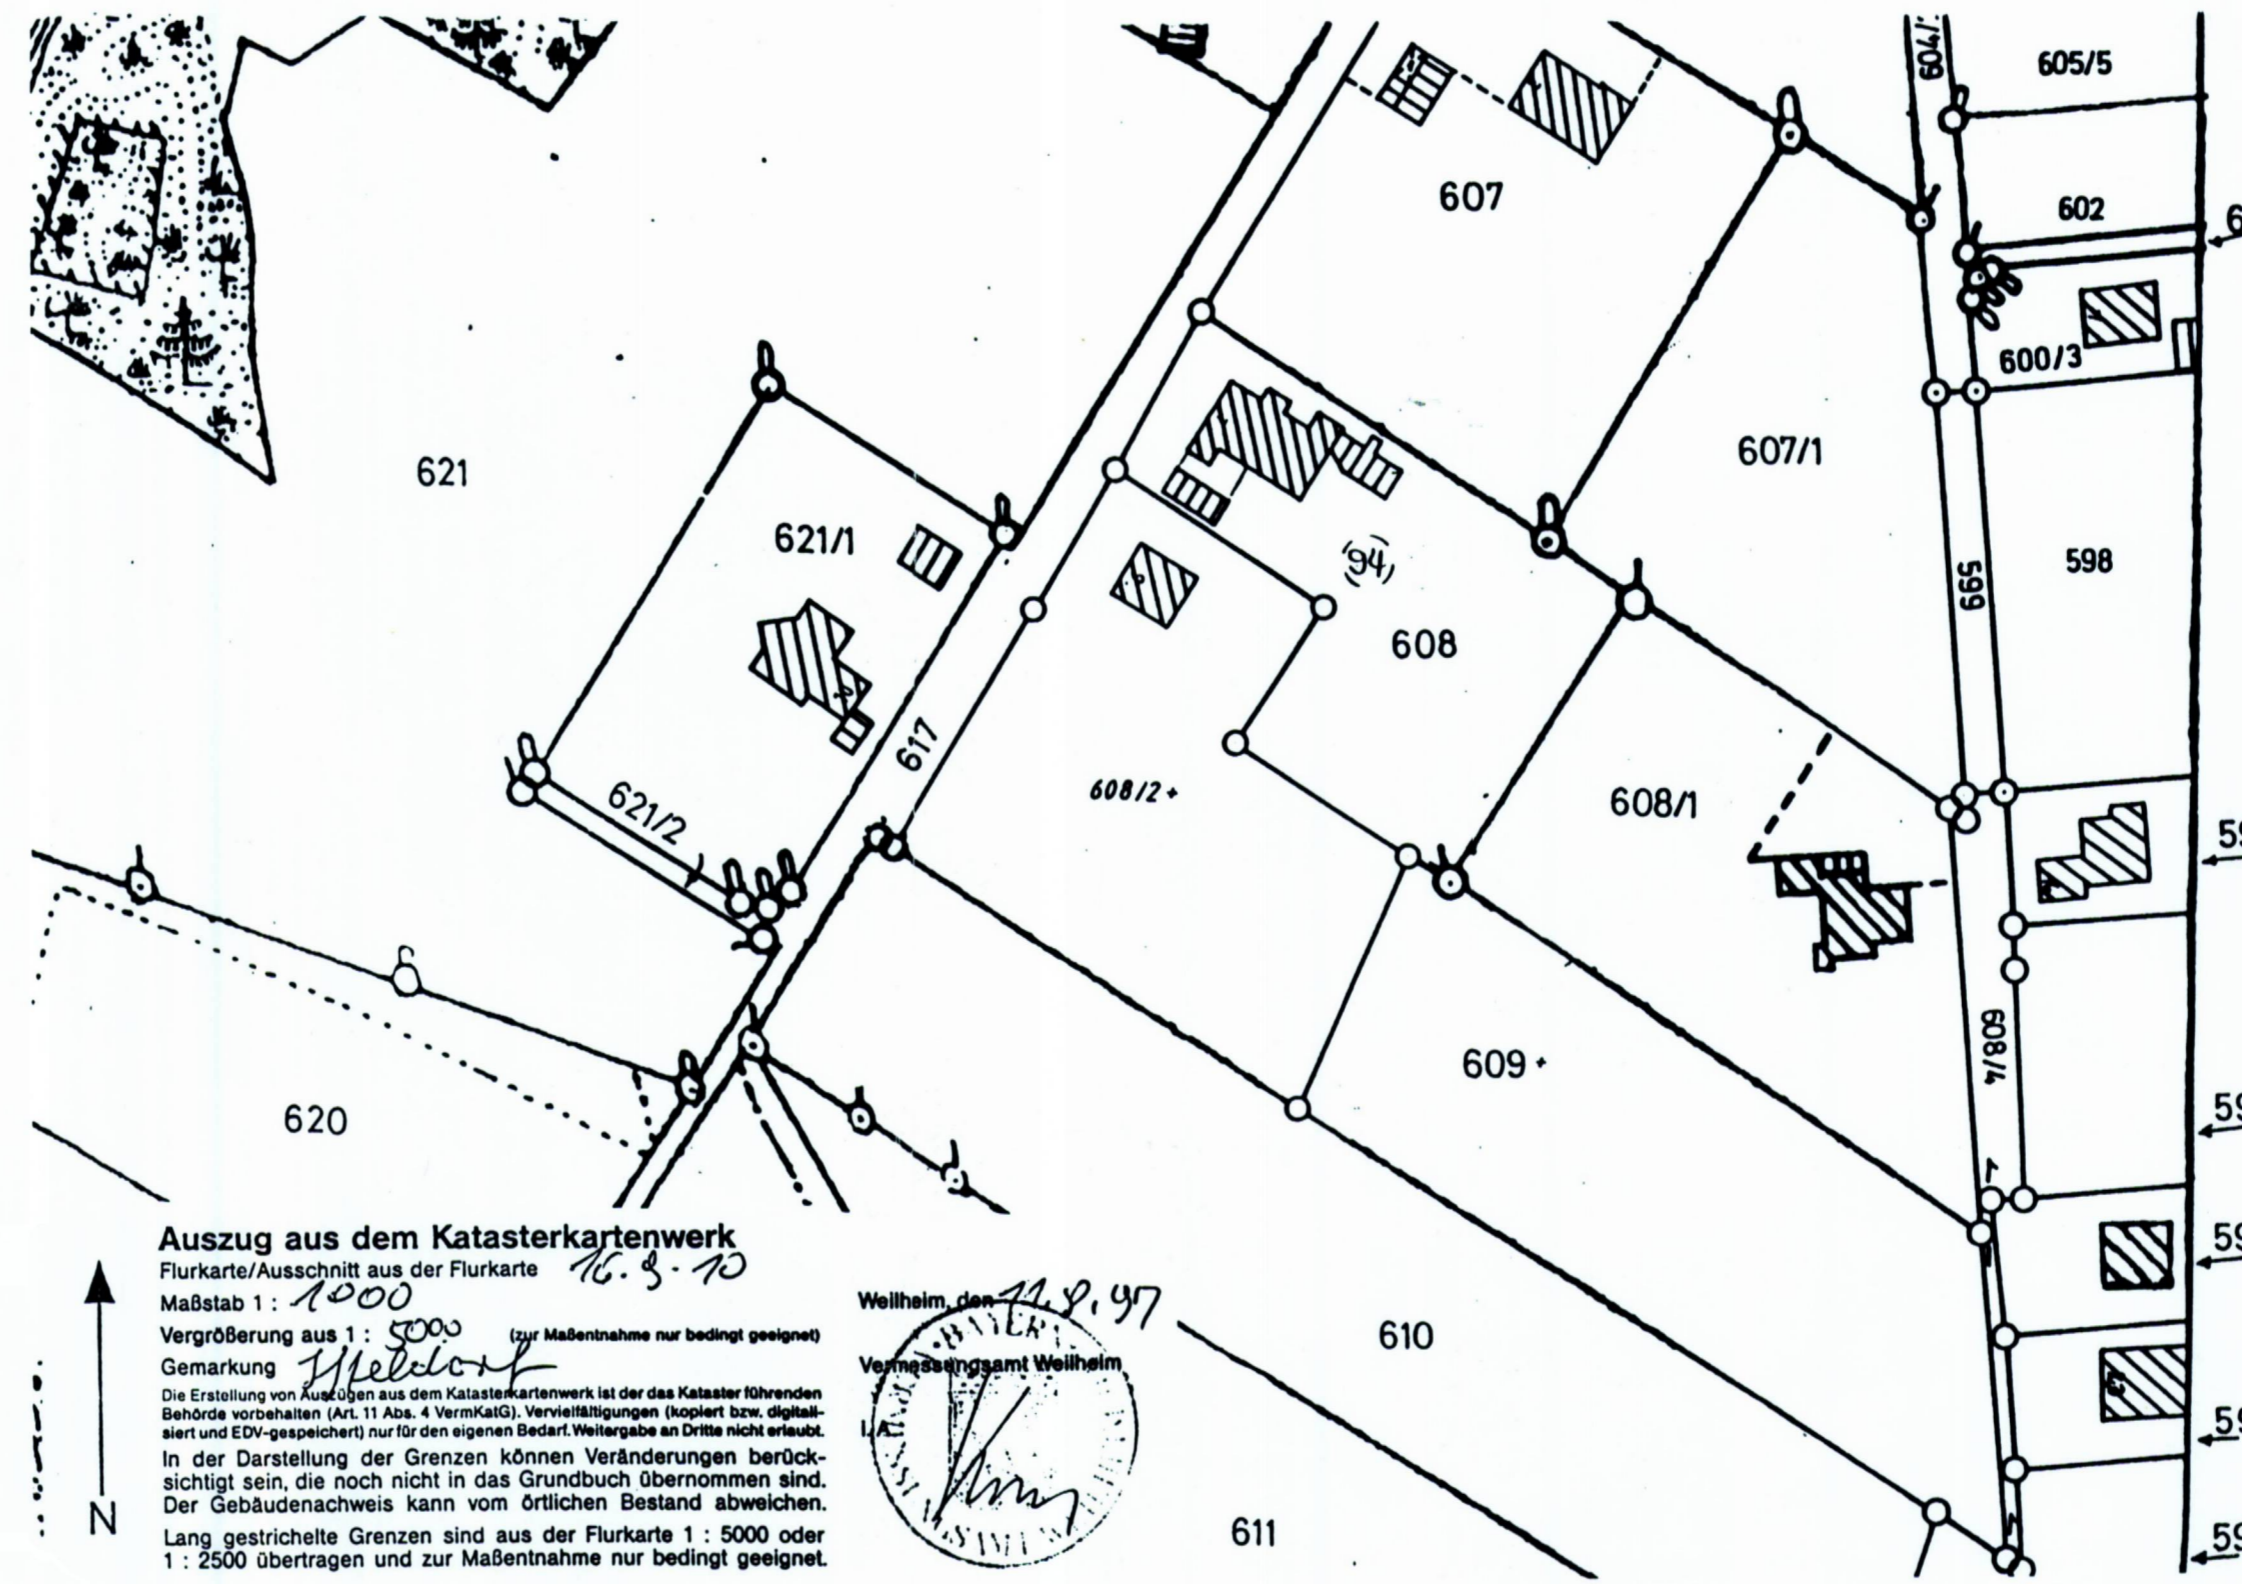 604/
605/5
607
602
600/3
621
607/1
621/1
(94)
598
599
608
617
608/2+
608/1
621/2
608/4
609+
620
610
611
Auszug aus dem Katasterkartenwerk
Flurkarte/Ausschnitt aus der Flurkarte 16.9.10
Maßstab 1 : 1000
Vergrößerung aus 1 : 5000 (zur Maßentnahme nur bedingt geeignet)
Gemarkung Iffeldorf
Die Erstellung von Auszügen aus dem Katasterkartenwerk ist der das Kataster führenden
Behörde vorbehalten (Art. 11 Abs. 4 VermKatG). Vervielfältigungen (kopiert bzw. digitali-
siert und EDV-gespeichert) nur für den eigenen Bedarf. Weitergabe an Dritte nicht erlaubt.
In der Darstellung der Grenzen können Veränderungen berück-
sichtigt sein, die noch nicht in das Grundbuch übernommen sind.
Der Gebäudenachweis kann vom örtlichen Bestand abweichen.
Lang gestrichelte Grenzen sind aus der Flurkarte 1 : 5000 oder
1 : 2500 übertragen und zur Maßentnahme nur bedingt geeignet.
N
Weilheim, den 11.9.97
Vermessungsamt Weilheim
I.A.